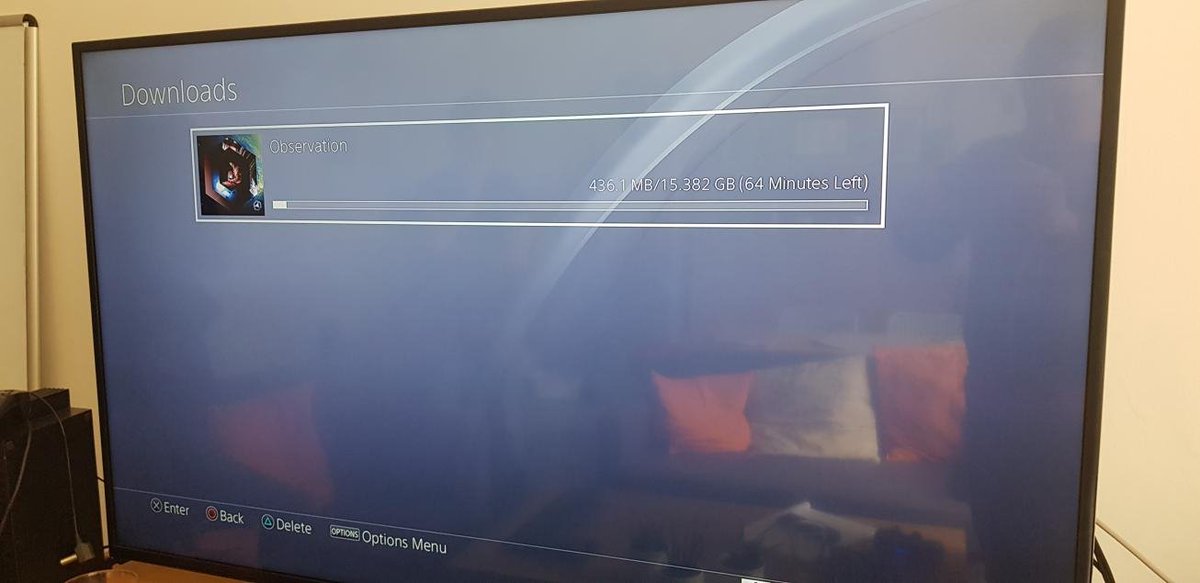 Downloads
Observation
436.1 MB/15.382 GB (64 Minutes Left)
Enter Back Delete OPTIONS Options Menu